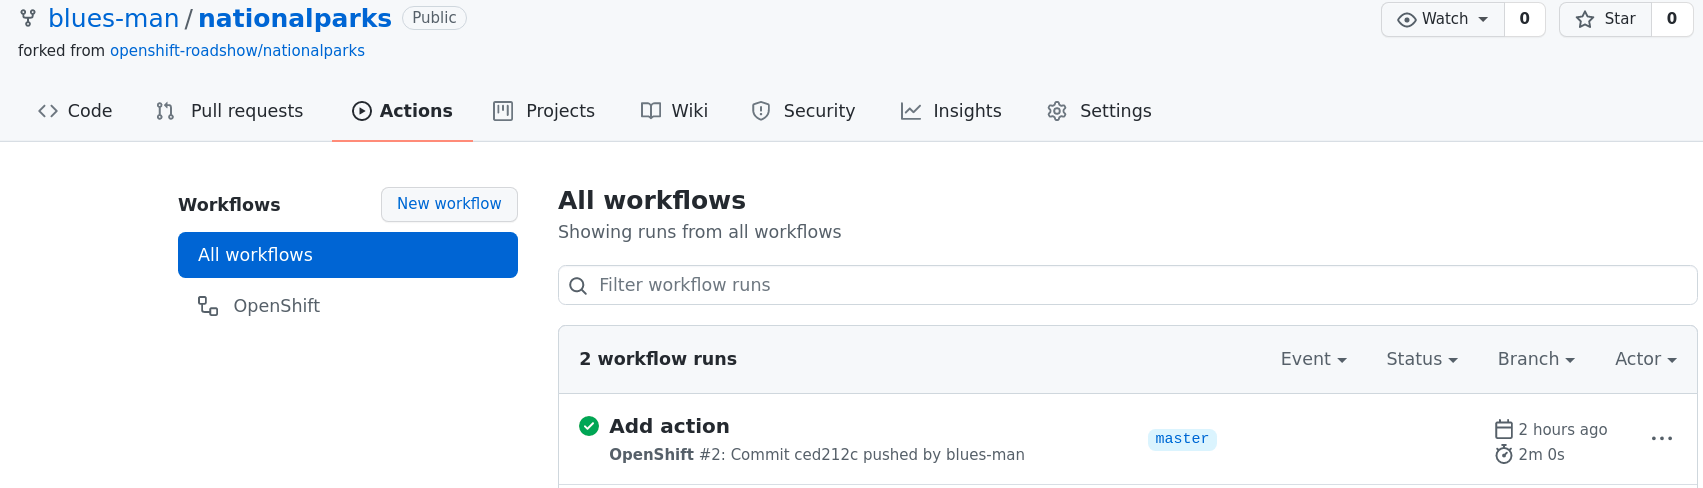 blues-man / nationalparks Public Watch 0 Star 0
forked from openshift-roadshow/nationalparks
Code Pull requests Actions Projects Wiki Security Insights Settings
Workflows New workflow
All workflows
OpenShift
All workflows
Showing runs from all workflows
Filter workflow runs
2 workflow runs Event Status Branch Actor
Add action
OpenShift #2: Commit ced212c pushed by blues-man
master
2 hours ago
2m 0s